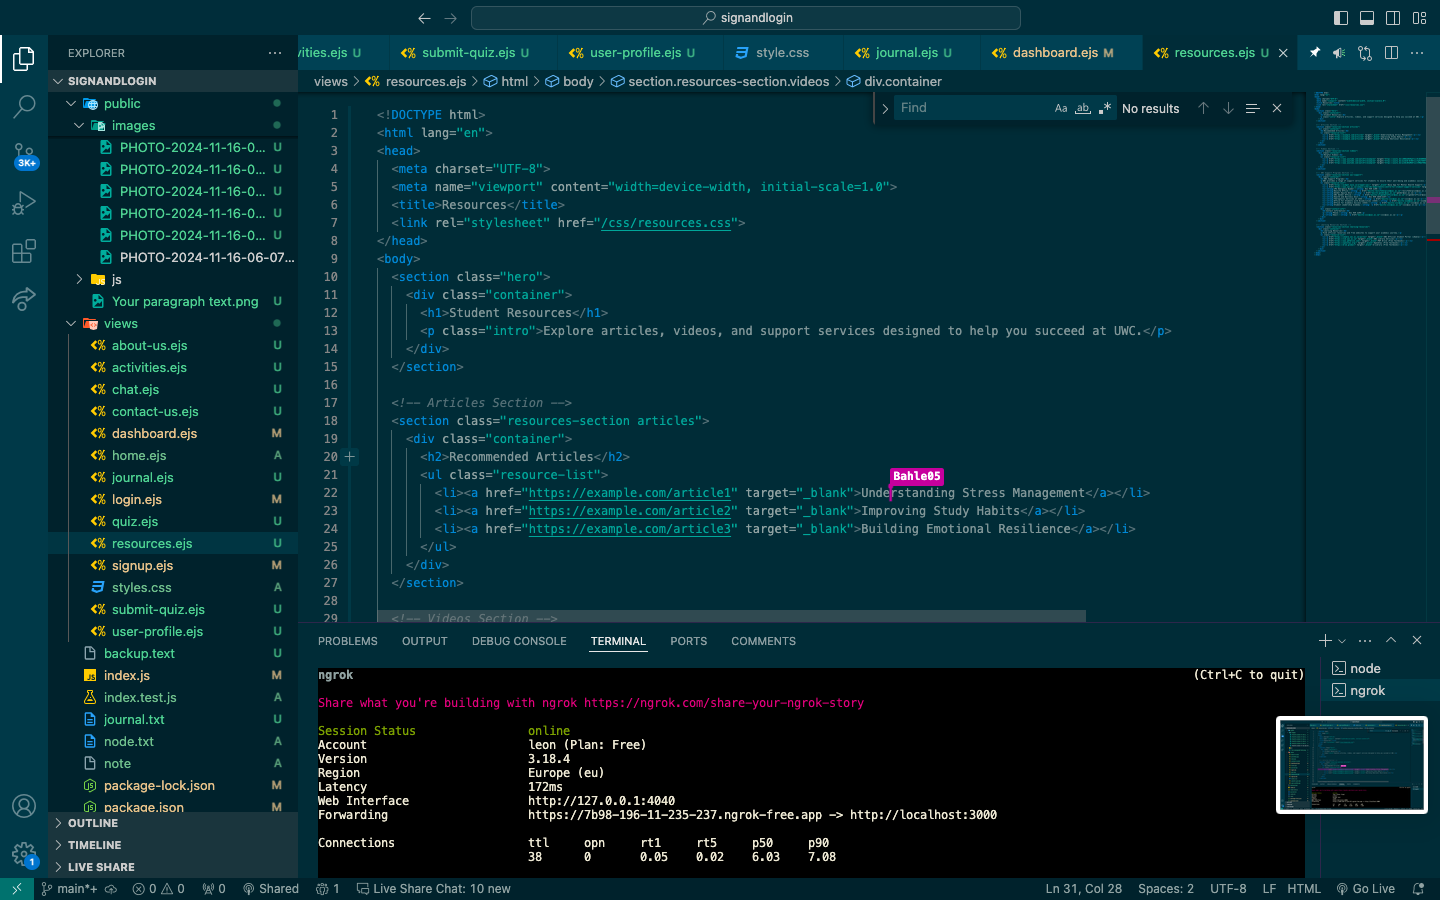 signandlogin
EXPLORER
SIGNANDLOGIN
public
images
PHOTO-2024-11-16-0... U
PHOTO-2024-11-16-0... U
PHOTO-2024-11-16-0... U
PHOTO-2024-11-16-0... U
PHOTO-2024-11-16-0... U
PHOTO-2024-11-16-06-07...
js
Your paragraph text.png U
views
about-us.ejs U
activities.ejs U
chat.ejs U
contact-us.ejs U
dashboard.ejs M
home.ejs A
journal.ejs U
login.ejs M
quiz.ejs U
resources.ejs U
signup.ejs M
styles.css A
submit-quiz.ejs U
user-profile.ejs U
backup.text U
index.js M
index.test.js A
journal.txt U
node.txt A
note A
package-lock.json M
package.json M
OUTLINE
TIMELINE
LIVE SHARE
3K+
1
vities.ejs U
submit-quiz.ejs U
user-profile.ejs U
style.css
journal.ejs U
dashboard.ejs M
resources.ejs U
views > resources.ejs > html > body > section.resources-section.videos > div.container
Find
Aa
ab
No results
1 <!DOCTYPE html>
2 <html lang="en">
3 <head>
4 <meta charset="UTF-8">
5 <meta name="viewport" content="width=device-width, initial-scale=1.0">
6 <title>Resources</title>
7 <link rel="stylesheet" href="/css/resources.css">
8 </head>
9 <body>
10 <section class="hero">
11 <div class="container">
12 <h1>Student Resources</h1>
13 <p class="intro">Explore articles, videos, and support services designed to help you succeed at UWC.</p>
14 </div>
15 </section>
16
17 <!-- Articles Section -->
18 <section class="resources-section articles">
19 <div class="container">
20 <h2>Recommended Articles</h2>
21 <ul class="resource-list">
Bahle05
22 <li><a href="https://example.com/article1" target="_blank">Understanding Stress Management</a></li>
23 <li><a href="https://example.com/article2" target="_blank">Improving Study Habits</a></li>
24 <li><a href="https://example.com/article3" target="_blank">Building Emotional Resilience</a></li>
25 </ul>
26 </div>
27 </section>
28
29 <!-- Videos Section -->
PROBLEMS OUTPUT DEBUG CONSOLE TERMINAL PORTS COMMENTS
node
ngrok
ngrok (Ctrl+C to quit)
Share what you're building with ngrok https://ngrok.com/share-your-ngrok-story
Session Status online
Account leon (Plan: Free)
Version 3.18.4
Region Europe (eu)
Latency 172ms
Web Interface http://127.0.0.1:4040
Forwarding https://7b98-196-11-235-237.ngrok-free.app -> http://localhost:3000
Connections ttl opn rt1 rt5 p50 p90
38 0 0.05 0.02 6.03 7.08
main*+ 0 0 0 Shared 1 Live Share Chat: 10 new Ln 31, Col 28 Spaces: 2 UTF-8 LF HTML Go Live